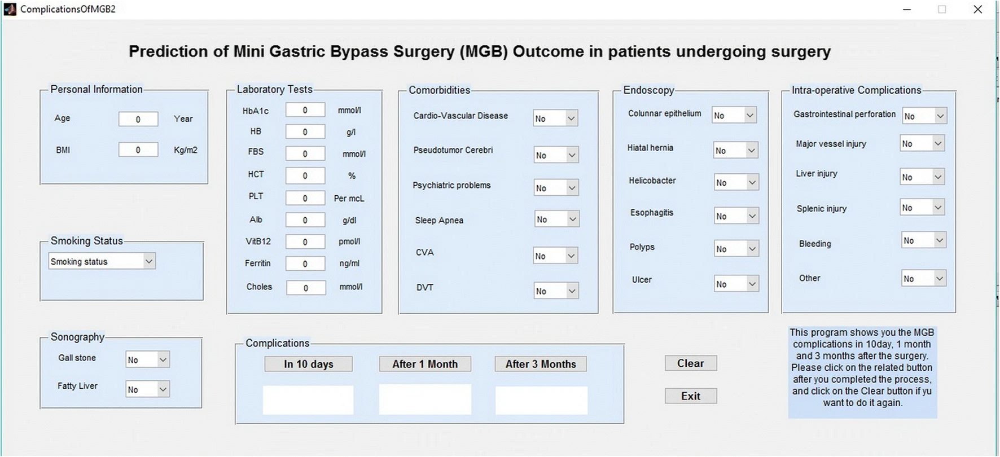 ComplicationsOfMGB2
Prediction of Mini Gastric Bypass Surgery (MGB) Outcome in patients undergoing surgery
Personal Information
Age 0 Year
BMI 0 Kg/m2
Smoking Status
Smoking status
Sonography
Gall stone No
Fatty Liver No
Laboratory Tests
HbA1c 0 mmol/l
HB 0 g/l
FBS 0 mmol/l
HCT 0 %
PLT 0 Per mcL
Alb 0 g/dl
VitB12 0 pmol/l
Ferritin 0 ng/ml
Choles 0 mmol/l
Comorbidities
Cardio-Vascular Disease No
Pseudotumor Cerebri No
Psychiatric problems No
Sleep Apnea No
CVA No
DVT No
Endoscopy
Colunnar epithelium No
Hiatal hernia No
Helicobacter No
Esophagitis No
Polyps No
Ulcer No
Intra-operative Complications
Gastrointestinal perforation No
Major vessel injury No
Liver injury No
Splenic injury No
Bleeding No
Other No
Complications
In 10 days After 1 Month After 3 Months
Clear
Exit
This program shows you the MGB
complications in 10day, 1 month
and 3 months after the surgery.
Please click on the related button
after you completed the process,
and click on the Clear button if yu
want to do it again.